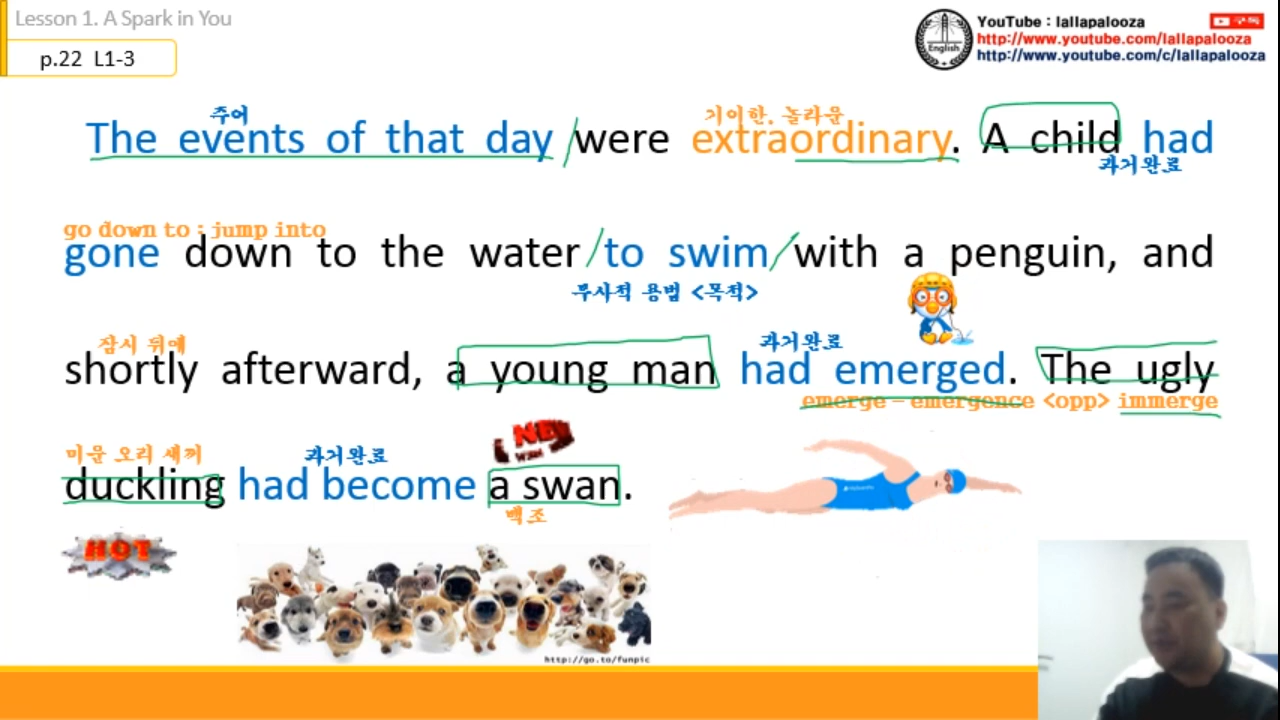 Lesson 1. A Spark in You
p.22 L1-3
English
YouTube : lallapalooza
구독
http://www.youtube.com/lallapalooza
http://www.youtube.com/c/lallapalooza
주어
기이한, 놀라운
The events of that day were extraordinary. A child had
과거완료
go down to : jump into
gone down to the water to swim with a penguin, and
부사적 용법 <목적>
잠시 뒤에
과거완료
shortly afterward, a young man had emerged. The ugly
emerge – emergence <opp> immerge
미운 오리 새끼
과거완료
NEW
duckling had become a swan.
백조
HOT
http://go.to/funpic